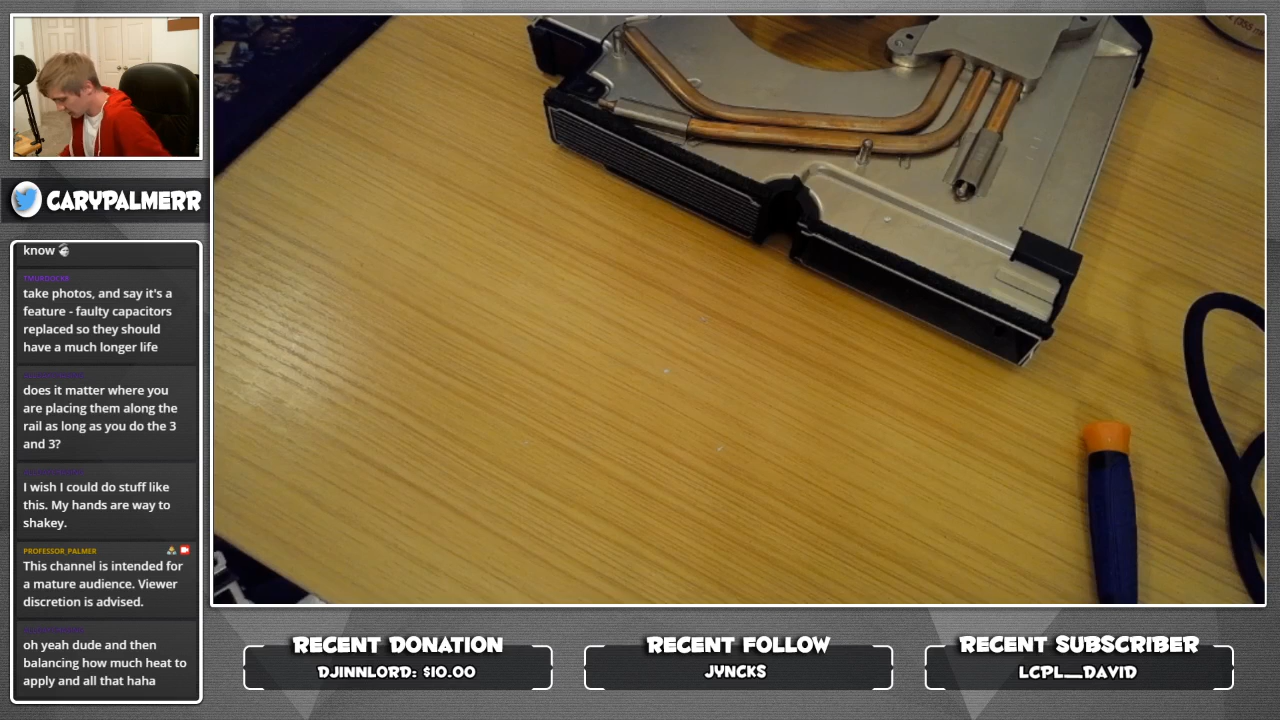 CARYPALMERR
know
TMURDOCK8
take photos, and say it's a
feature - faulty capacitors
replaced so they should
have a much longer life
does it matter where you
are placing them along the
rail as long as you do the 3
and 3?
I wish I could do stuff like
this. My hands are way to
shakey.
PROFESSOR_PALMER
This channel is intended for
a mature audience. Viewer
discretion is advised.
oh yeah dude and then
balancing how much heat to
apply and all that haha
RECENT DONATION
DJINNLORD: $10.00
RECENT FOLLOW
JYNCKS
RECENT SUBSCRIBER
LCPL__DAVID